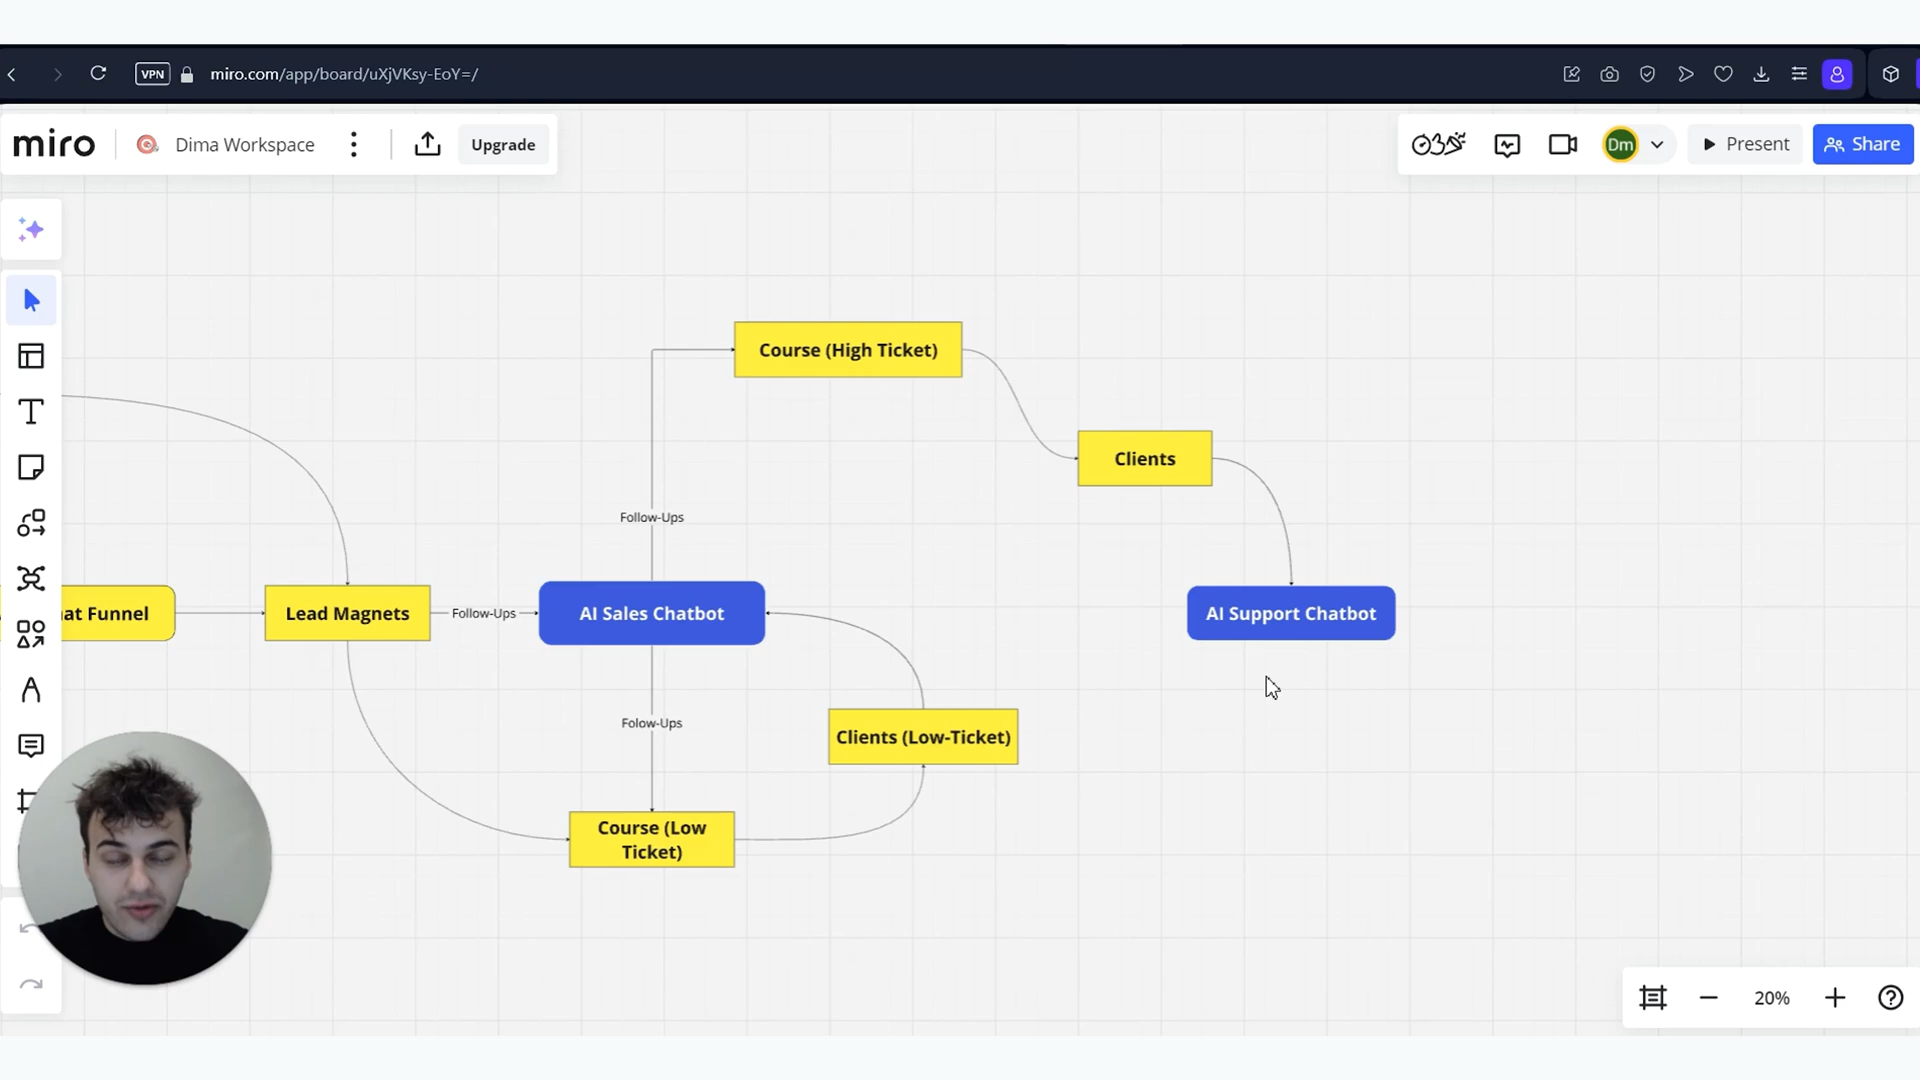 VPN
miro.com/app/board/uXjVKsy-EoY=/
miro
Dima Workspace
Upgrade
Dm
Present
Share
Course (High Ticket)
Clients
Follow-Ups
at Funnel
Lead Magnets
Follow-Ups
AI Sales Chatbot
AI Support Chatbot
Folow-Ups
Clients (Low-Ticket)
Course (Low
Ticket)
20%